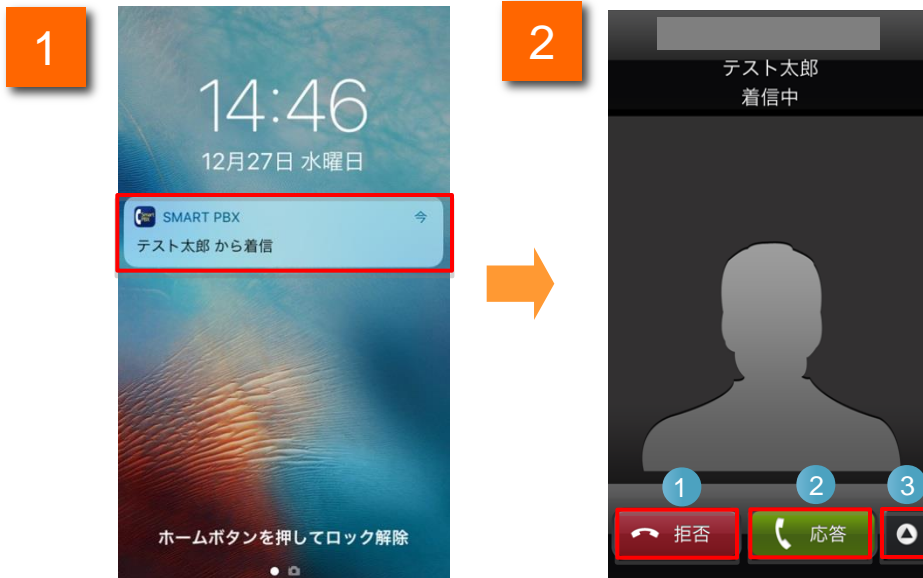 1
14:46
12月27日 水曜日
SMART PBX 今
テスト太郎 から着信
ホームボタンを押してロック解除
2
テスト太郎
着信中
1 2 3
拒否 応答